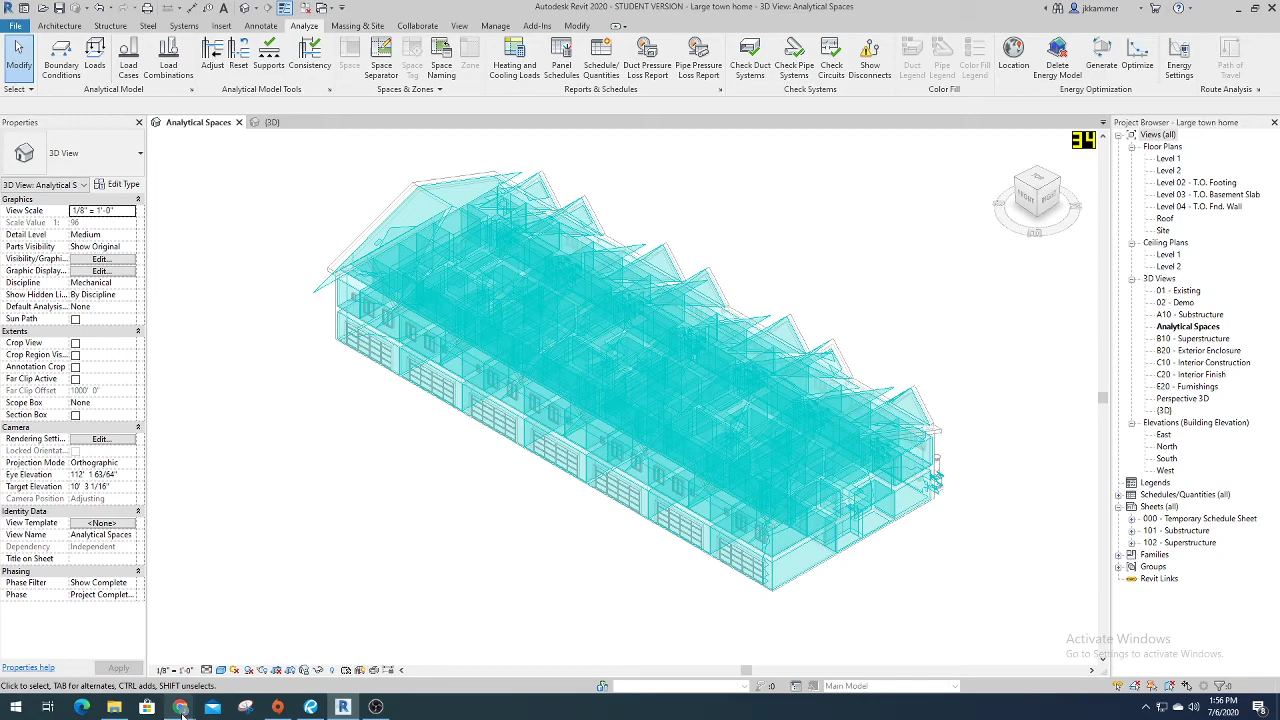 Autodesk Revit 2020 - STUDENT VERSION - Large town home - 3D View: Analytical Spaces
jkkammer
File Architecture Structure Steel Systems Insert Annotate Analyze Massing & Site Collaborate View Manage Add-Ins Modify
Modify
Boundary Conditions
Loads
Load Cases
Load Combinations
Adjust
Reset
Supports
Consistency
Space
Space Separator
Space Tag
Space Naming
Zone
Heating and Cooling Loads
Panel Schedules
Schedule/ Quantities
Duct Pressure Loss Report
Pipe Pressure Loss Report
Check Duct Systems
Check Pipe Systems
Check Circuits
Show Disconnects
Duct Legend
Pipe Legend
Color Fill Legend
Location
Delete Energy Model
Generate
Optimize
Energy Settings
Path of Travel
Select Analytical Model Analytical Model Tools Spaces & Zones Reports & Schedules Check Systems Color Fill Energy Optimization Route Analysis
Properties
Analytical Spaces
{3D}
Project Browser - Large town home
3D View
3D View: Analytical S
Edit Type
Graphics
View Scale 1/8" = 1'-0"
Scale Value 1: 96
Detail Level Medium
Parts Visibility Show Original
Visibility/Graphi... Edit...
Graphic Display... Edit...
Discipline Mechanical
Show Hidden Li... By Discipline
Default Analysis... None
Sun Path
Extents
Crop View
Crop Region Vis...
Annotation Crop
Far Clip Active
Far Clip Offset 1000' 0"
Scope Box None
Section Box
Camera
Rendering Setti... Edit...
Locked Orientat...
Projection Mode Orthographic
Eye Elevation 112' 1 63/64"
Target Elevation 10' 3 1/16"
Camera Position Adjusting
Identity Data
View Template <None>
View Name Analytical Spaces
Dependency Independent
Title on Sheet
Phasing
Phase Filter Show Complete
Phase Project Complet...
Properties help
Apply
34
TOP
FRONT
RIGHT
Views (all)
Floor Plans
Level 1
Level 2
Level 02 - T.O. Footing
Level 03 - T.O. Basement Slab
Level 04 - T.O. Fnd. Wall
Roof
Site
Ceiling Plans
Level 1
Level 2
3D Views
01 - Existing
02 - Demo
A10 - Substructure
Analytical Spaces
B10 - Superstructure
B20 - Exterior Enclosure
C10 - Interior Construction
C20 - Interior Finish
E20 - Furnishings
Perspective 3D
{3D}
Elevations (Building Elevation)
East
North
South
West
Legends
Schedules/Quantities (all)
Sheets (all)
000 - Temporary Schedule Sheet
101 - Substructure
102 - Superstructure
Families
Groups
Revit Links
Activate Windows
Go to Settings to activate Windows.
1/8" = 1'-0"
Click to select, TAB for alternates, CTRL adds, SHIFT unselects.
:0
Main Model
:0
1:56 PM
7/6/2020